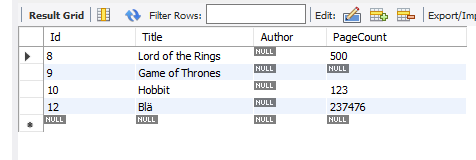 Result Grid Filter Rows: Edit: Export/Imp
Id Title Author PageCount
8 Lord of the Rings NULL 500
9 Game of Thrones NULL NULL
10 Hobbit NULL 123
12 Blä NULL 237476
NULL NULL NULL NULL